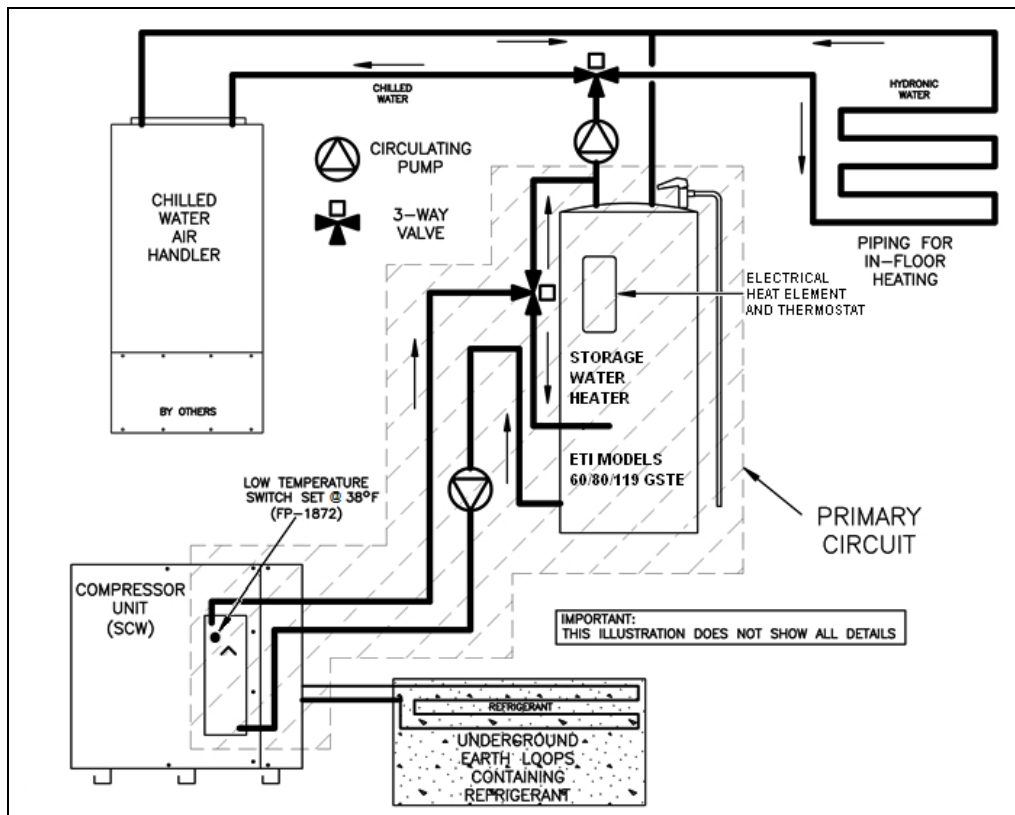 CHILLED
WATER
HYDRONIC
WATER
CIRCULATING
PUMP
3-WAY
VALVE
CHILLED
WATER
AIR
HANDLER
BY OTHERS
PIPING FOR
IN-FLOOR
HEATING
ELECTRICAL
HEAT ELEMENT
AND THERMOSTAT
STORAGE
WATER
HEATER
ETI MODELS
60/80/119 GSTE
PRIMARY
CIRCUIT
LOW TEMPERATURE
SWITCH SET @ 38°F
(FP-1872)
COMPRESSOR
UNIT
(SCW)
IMPORTANT:
THIS ILLUSTRATION DOES NOT SHOW ALL DETAILS
REFRIGERANT
UNDERGROUND
EARTH LOOPS
CONTAINING
REFRIGERANT